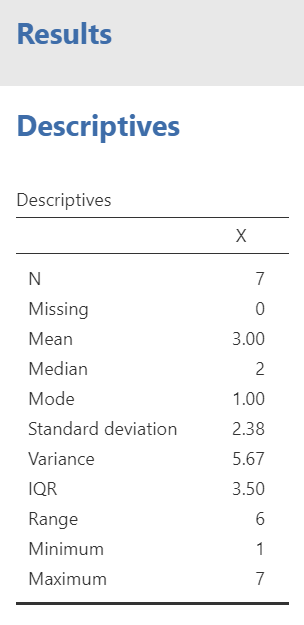 Results
Descriptives
Descriptives
X
N 7
Missing 0
Mean 3.00
Median 2
Mode 1.00
Standard deviation 2.38
Variance 5.67
IQR 3.50
Range 6
Minimum 1
Maximum 7